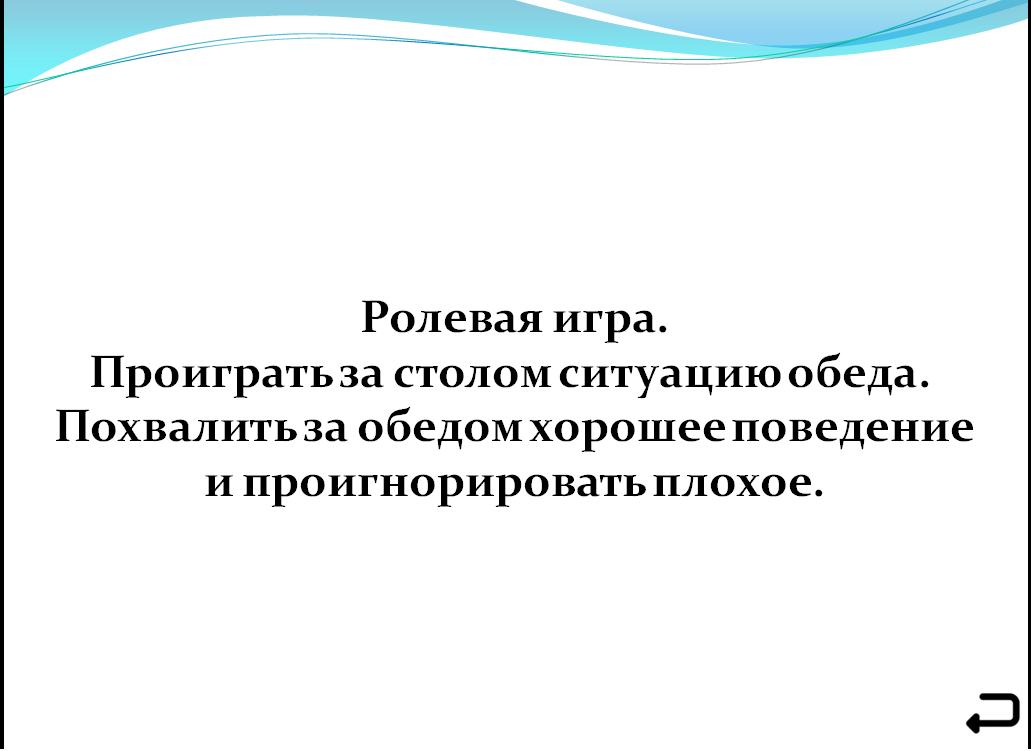 Ролевая игра.
Проиграть за столом ситуацию обеда.
Похвалить за обедом хорошее поведение
и проигнорировать плохое.